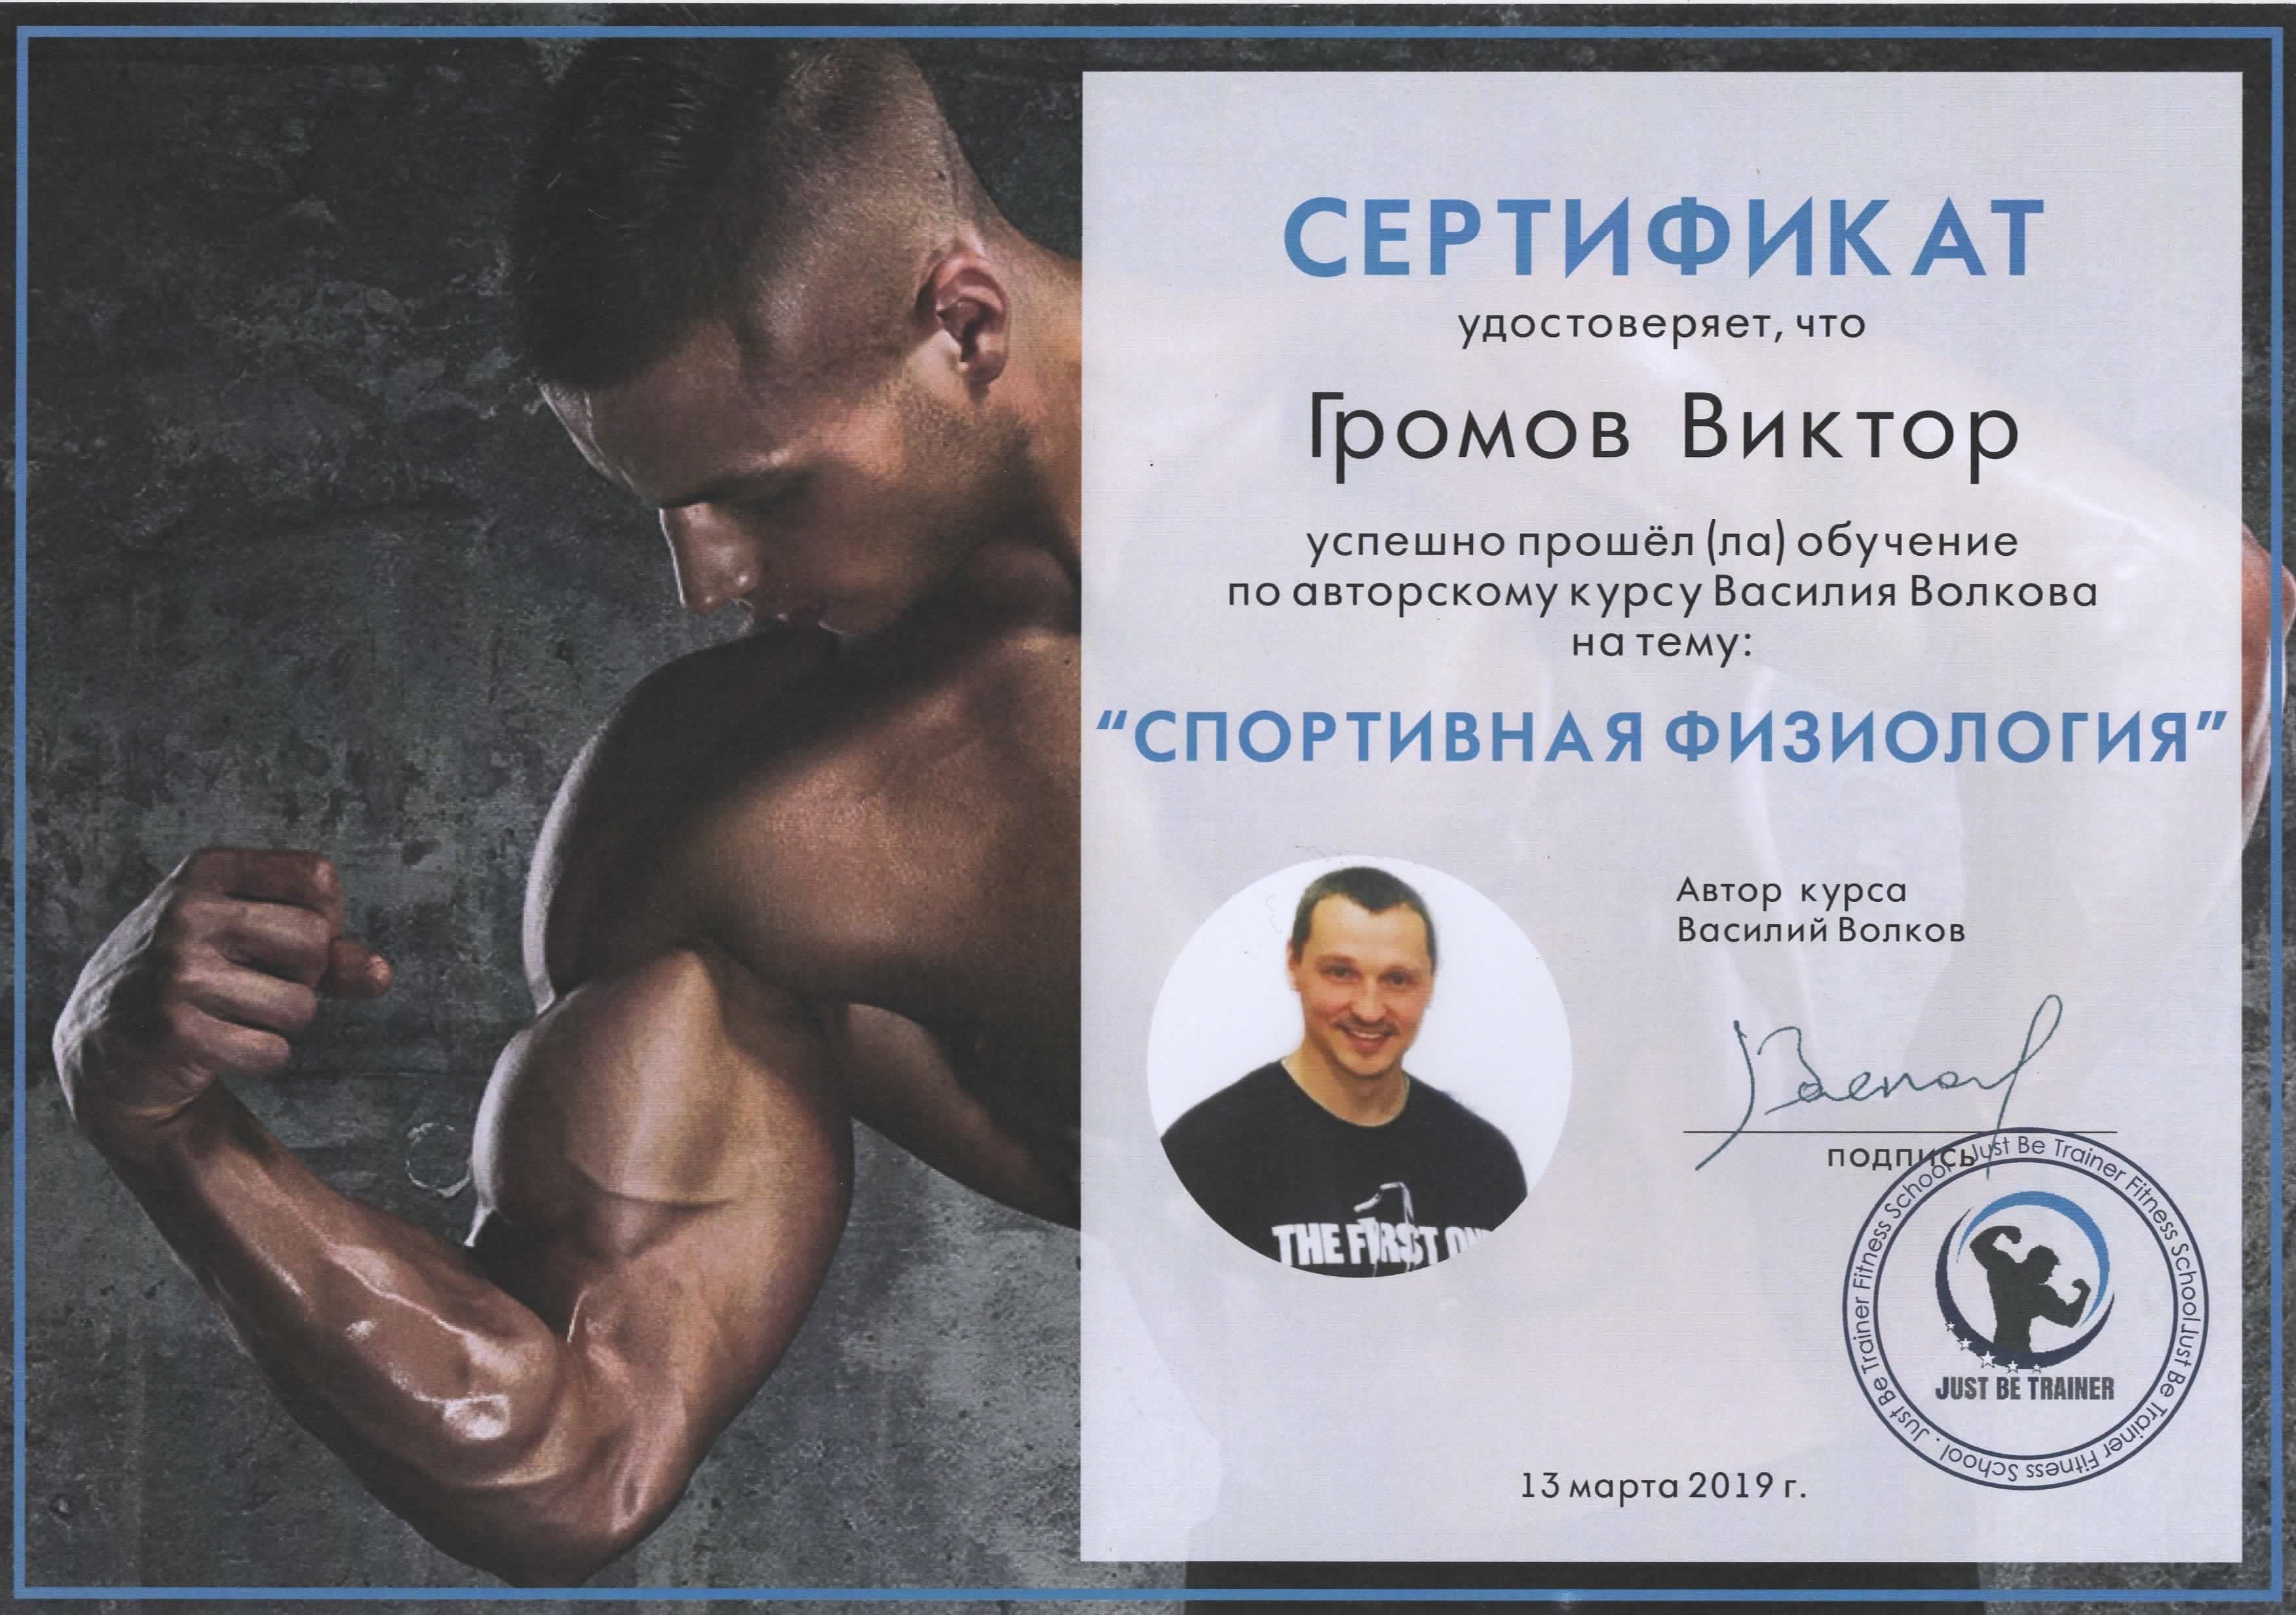 СЕРТИФИКАТ
удостоверяет, что
Громов Виктор
успешно прошёл (ла) обучение
по авторскому курсу Василия Волкова
на тему:
“СПОРТИВНАЯ ФИЗИОЛОГИЯ”
Автор курса
Василий Волков
подпись
THE FIRST ON
Just Be Trainer Fitness School Just Be Trainer Fitness School . Just Be Trainer Fitness School .
JUST BE TRAINER
13 марта 2019 г.